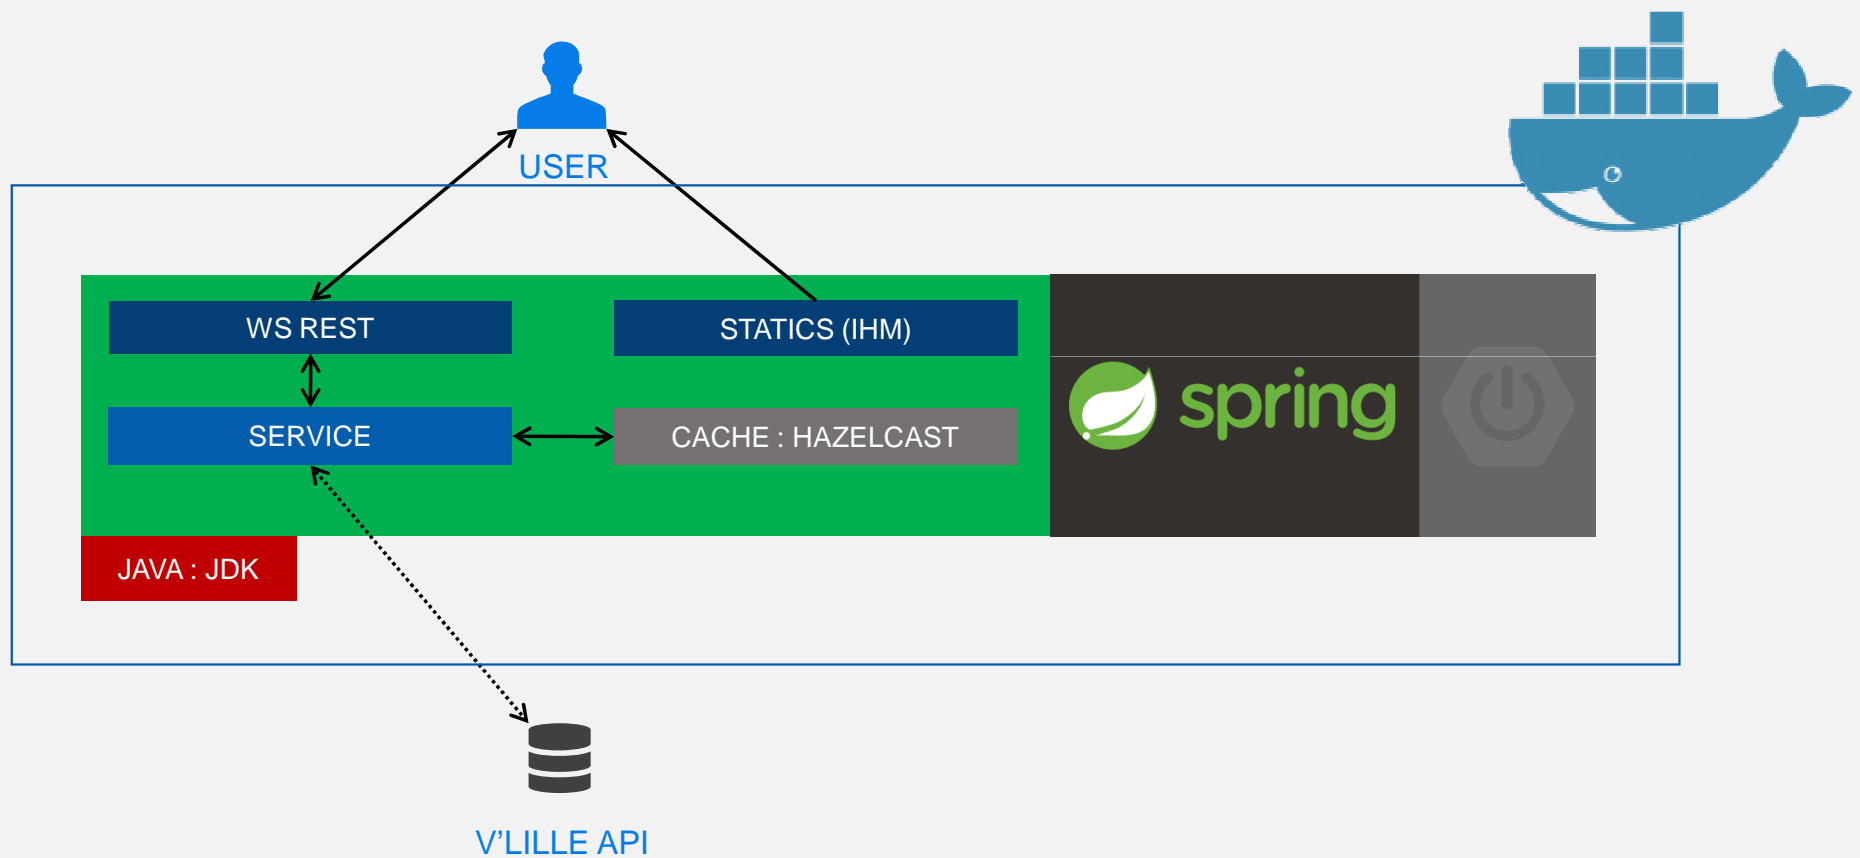 USER
WS REST
STATICS (IHM)
spring
SERVICE
CACHE : HAZELCAST
JAVA : JDK
V’LILLE API